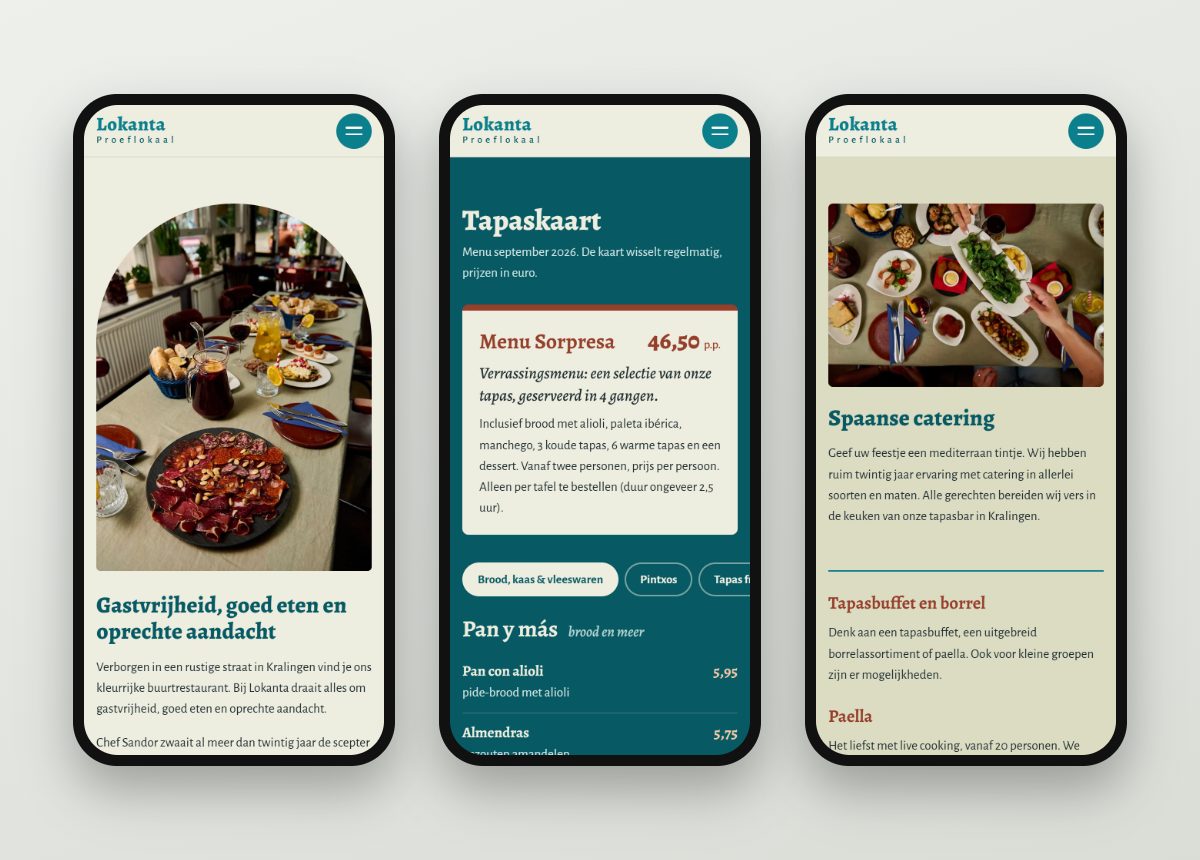 Lokanta
Proeflokaal
Gastvrijheid, goed eten en
oprechte aandacht
Verborgen in een rustige straat in Kralingen vind je ons
kleurrijke buurtrestaurant. Bij Lokanta draait alles om
gastvrijheid, goed eten en oprechte aandacht.
Chef Sandor zwaait al meer dan twintig jaar de scepter
Lokanta
Proeflokaal
Tapaskaart
Menu september 2026. De kaart wisselt regelmatig,
prijzen in euro.
Menu Sorpresa 46,50 p.p.
Verrassingsmenu: een selectie van onze
tapas, geserveerd in 4 gangen.
Inclusief brood met alioli, paleta ibérica,
manchego, 3 koude tapas, 6 warme tapas en een
dessert. Vanaf twee personen, prijs per persoon.
Alleen per tafel te bestellen (duur ongeveer 2,5
uur).
Brood, kaas & vleeswaren Pintxos Tapas
Pan y más brood en meer
Pan con alioli 5,95
pide-brood met alioli
Almendras 5,75
amandelen
Lokanta
Proeflokaal
Spaanse catering
Geef uw feestje een mediterraan tintje. Wij hebben
ruim twintig jaar ervaring met catering in allerlei
soorten en maten. Alle gerechten bereiden wij vers in
de keuken van onze tapasbar in Kralingen.
Tapasbuffet en borrel
Denk aan een tapasbuffet, een uitgebreid
borrelassortiment of paella. Ook voor kleine groepen
zijn er mogelijkheden.
Paella
Het liefst met live cooking, vanaf 20 personen. We